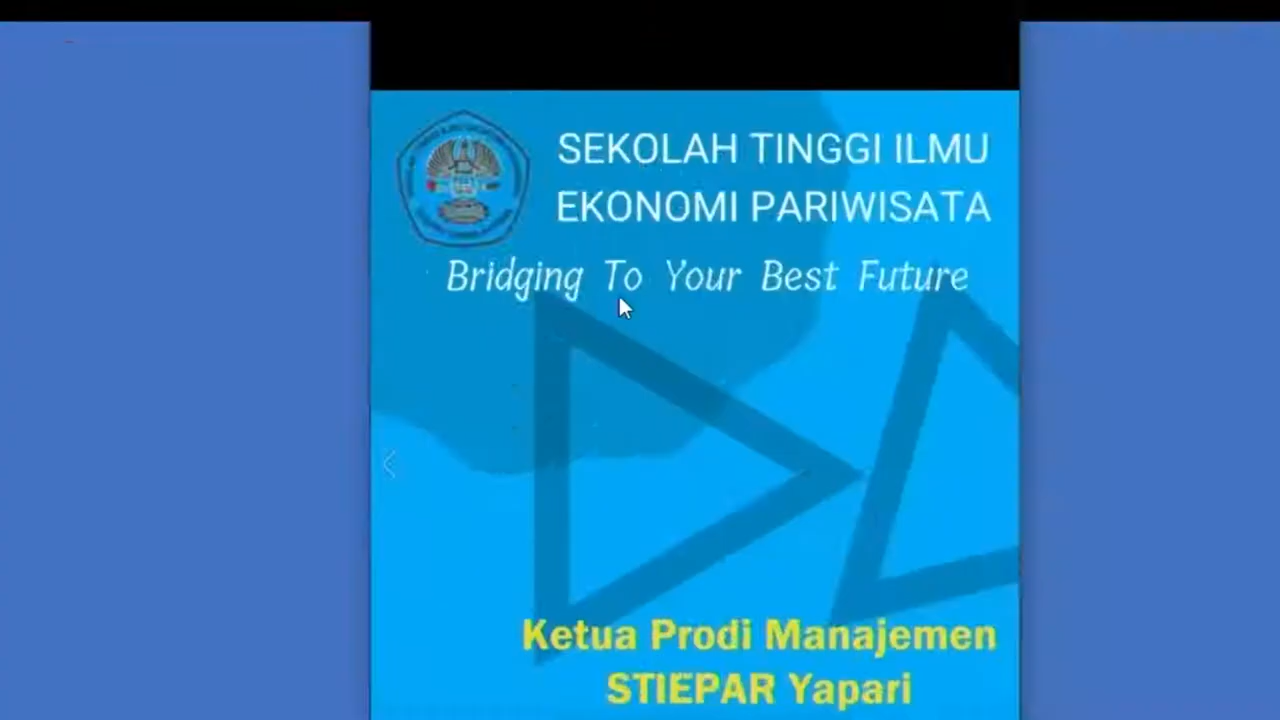 SEKOLAH TINGGI ILMU
EKONOMI PARIWISATA
Bridging To Your Best Future
Ketua Prodi Manajemen
STIEPAR Yapari